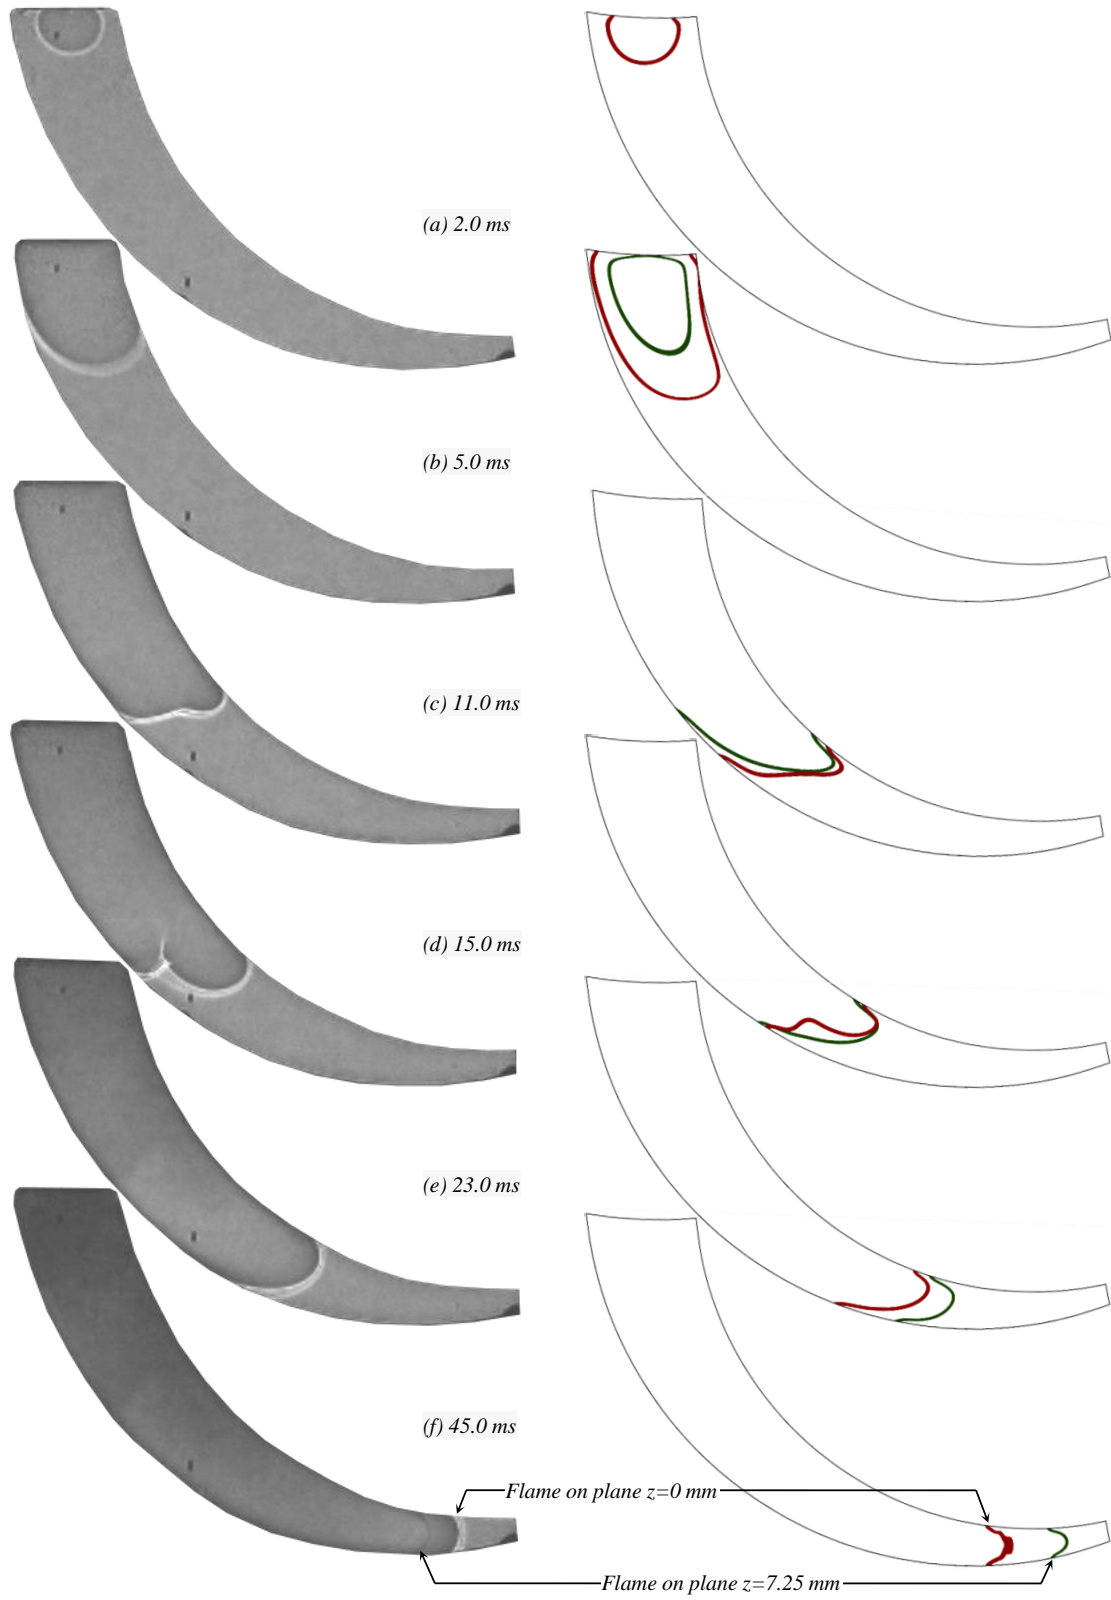 (a) 2.0 ms
(b) 5.0 ms
(c) 11.0 ms
(d) 15.0 ms
(e) 23.0 ms
(f) 45.0 ms
Flame on plane z=0 mm
Flame on plane z=7.25 mm